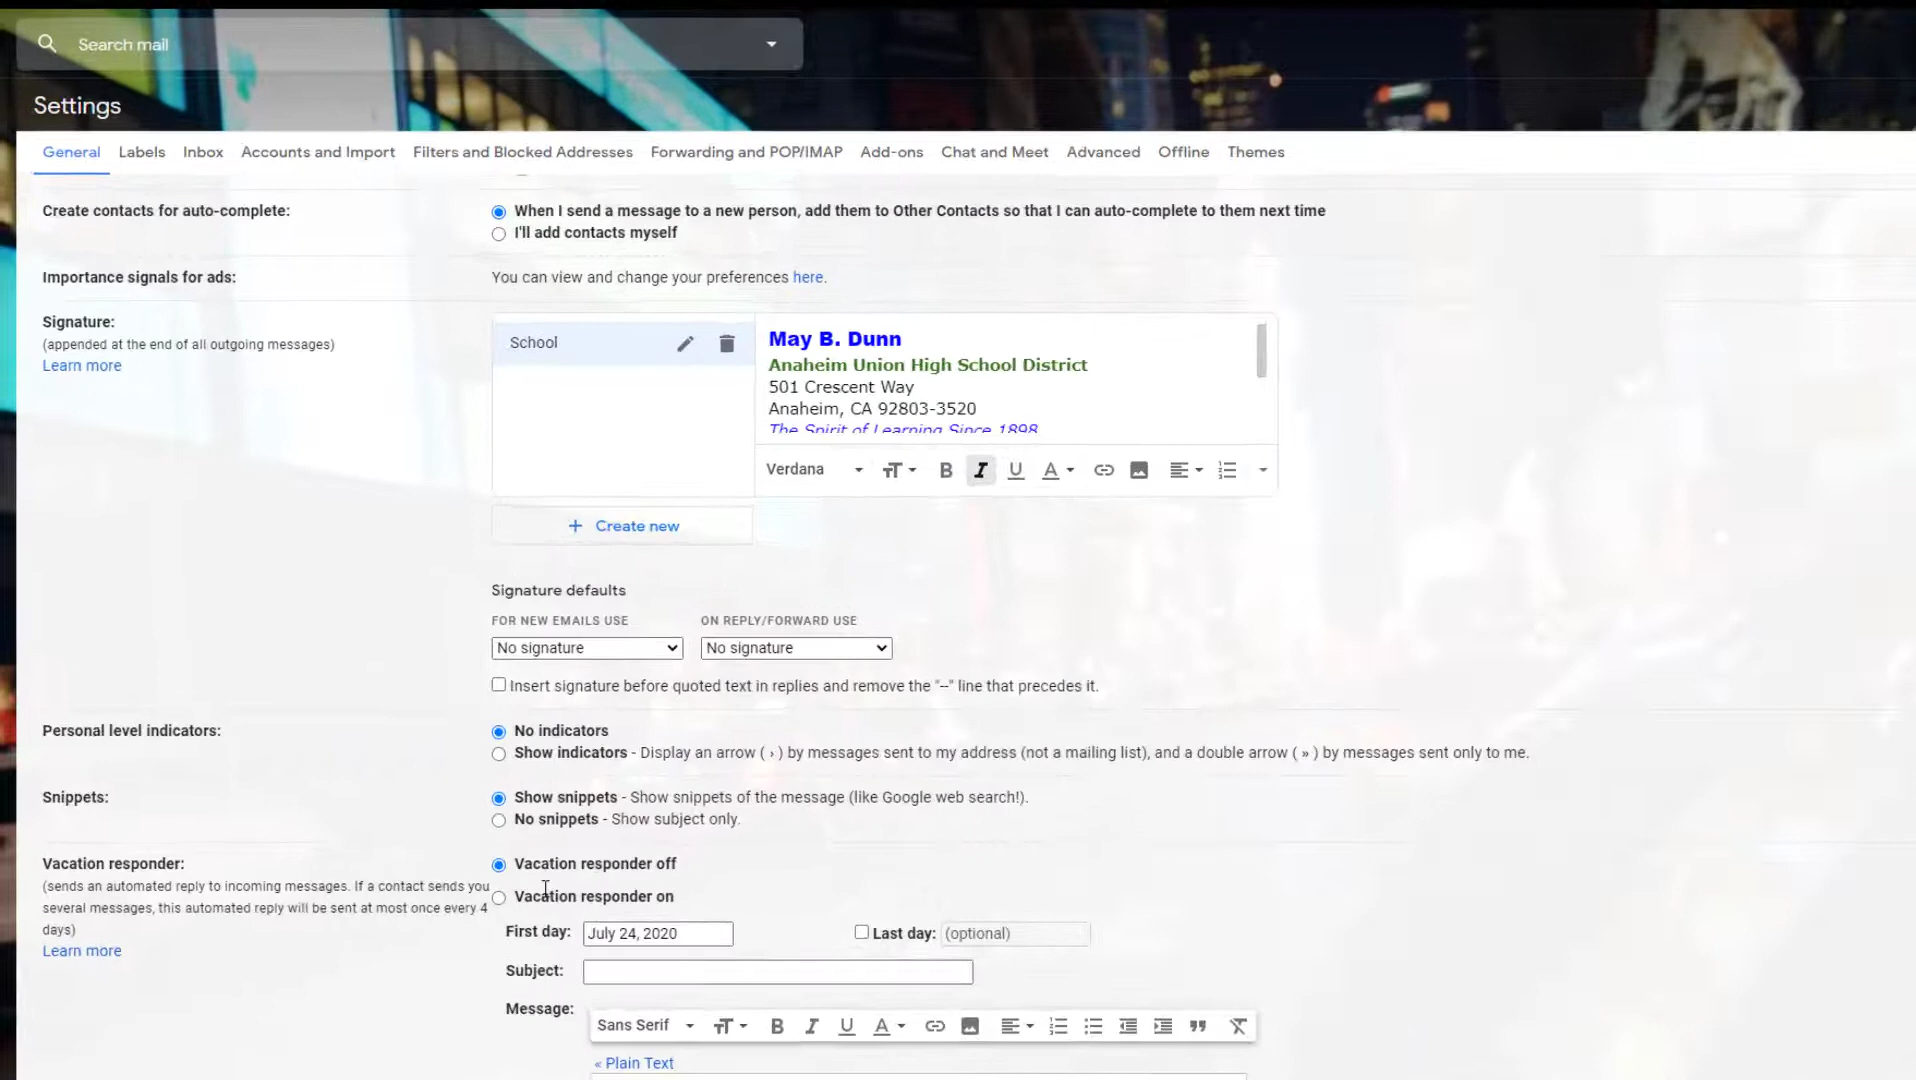 Search mail
Settings
General Labels Inbox Accounts and Import Filters and Blocked Addresses Forwarding and POP/IMAP Add-ons Chat and Meet Advanced Offline Themes
Create contacts for auto-complete: When I send a message to a new person, add them to Other Contacts so that I can auto-complete to them next time
I'll add contacts myself
Importance signals for ads: You can view and change your preferences here.
Signature:
(appended at the end of all outgoing messages)
Learn more
School
May B. Dunn
Anaheim Union High School District
501 Crescent Way
Anaheim, CA 92803-3520
The Spirit of Learning Since 1898
Verdana
Create new
Signature defaults
FOR NEW EMAILS USE ON REPLY/FORWARD USE
No signature No signature
Insert signature before quoted text in replies and remove the "--" line that precedes it.
Personal level indicators: No indicators
Show indicators - Display an arrow ( › ) by messages sent to my address (not a mailing list), and a double arrow ( » ) by messages sent only to me.
Snippets: Show snippets - Show snippets of the message (like Google web search!).
No snippets - Show subject only.
Vacation responder:
(sends an automated reply to incoming messages. If a contact sends you
several messages, this automated reply will be sent at most once every 4
days)
Learn more
Vacation responder off
Vacation responder on
First day: July 24, 2020 Last day: (optional)
Subject:
Message:
Sans Serif
« Plain Text